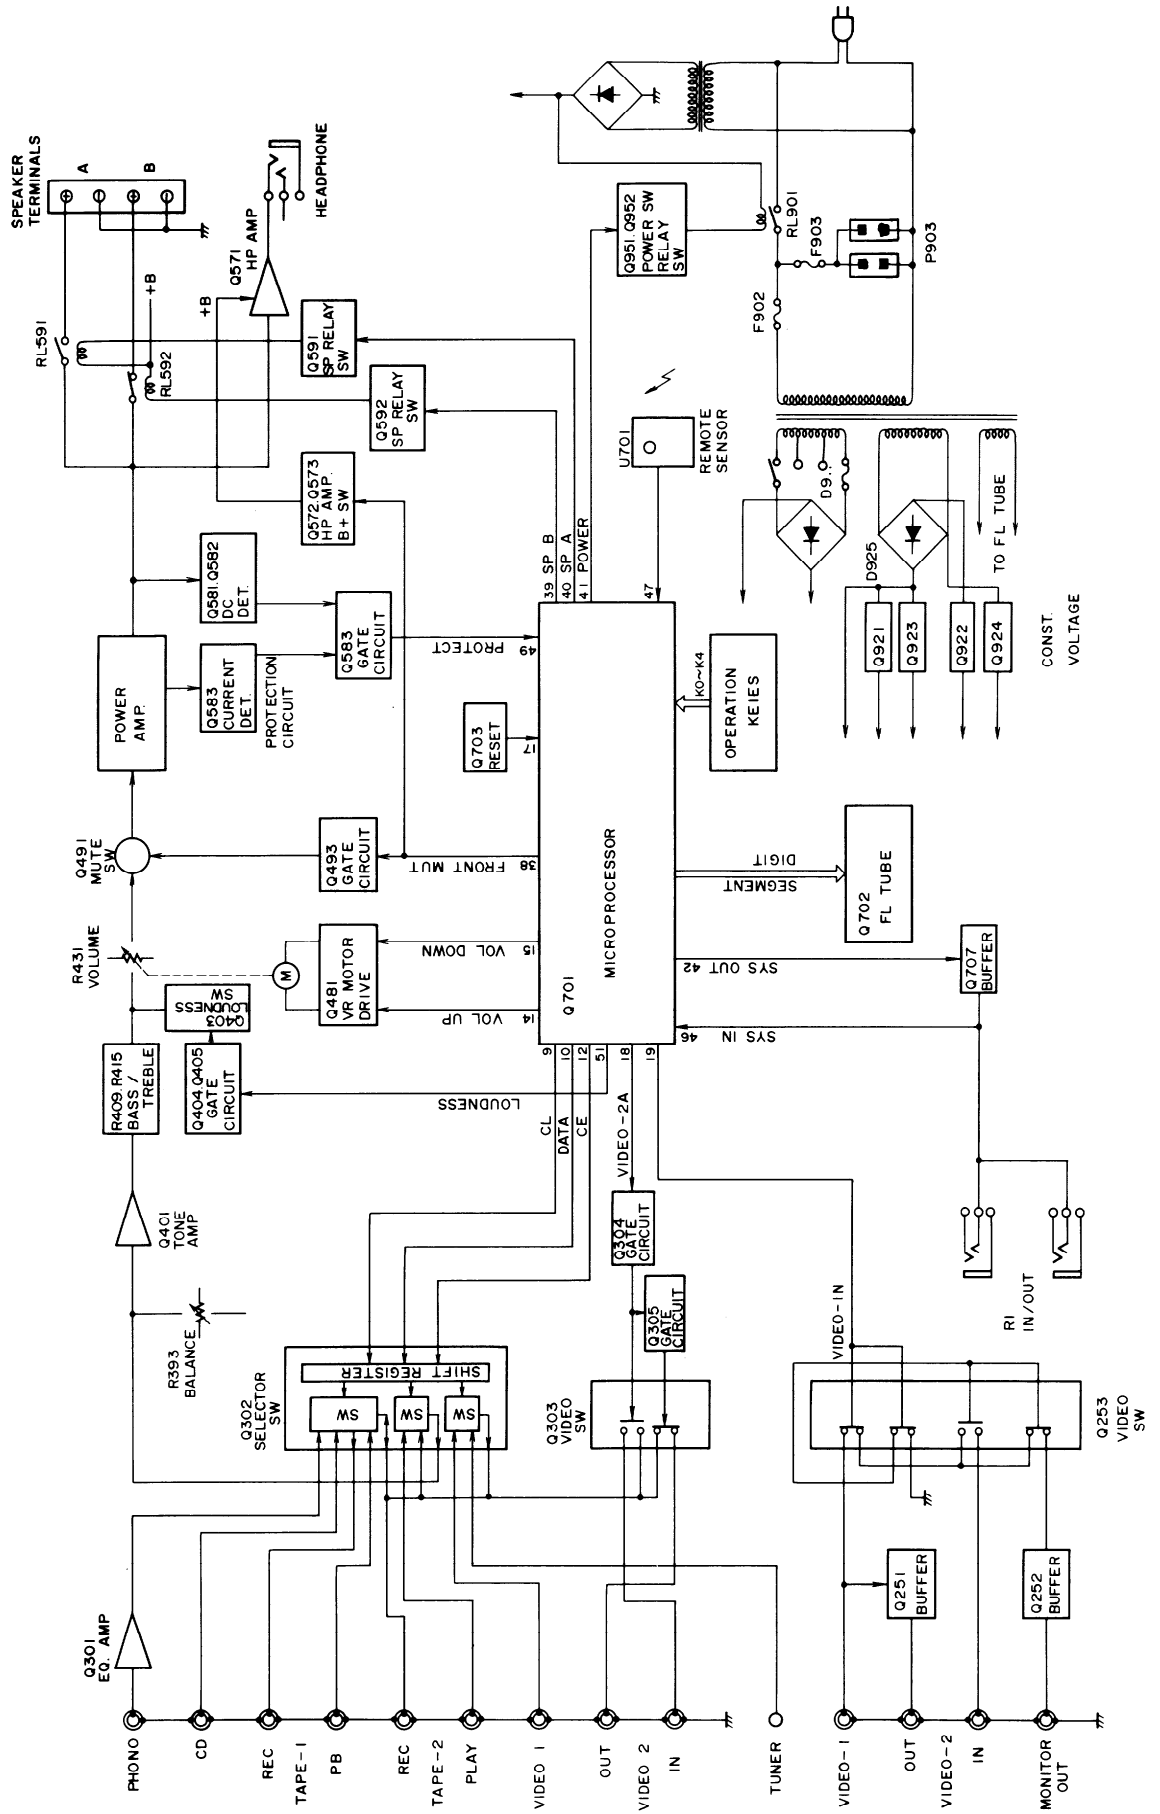 SPEAKER
TERMINALS
A
B
HEADPHONE
Q571
HP AMP
+B
+B
RL-591
RL592
Q591
SP RELAY
SW
Q592
SP RELAY
SW
Q572.Q573
HP AMP.
B+ SW
Q581.Q582
DC
DET.
Q583
GATE
CIRCUIT
Q583
CURRENT
DET.
PROTECTION
CIRCUIT
POWER
AMP.
Q491
MUTE
SW
R431
VOLUME
Q403
LOUDNESS
SW
R409.R415
BASS /
TREBLE
Q404.Q405
GATE
CIRCUIT
Q401
TONE
AMP
R393
BALANCE
Q493
GATE
CIRCUIT
M
Q481
VR MOTOR
DRIVE
Q703
RESET
17
PROTECT
49
FRONT MUT
38
VOL DOWN
15
VOL UP
14
LOUDNESS
39 SP B
40 SP A
41 POWER
47
Q701
MICROPROCESSOR
9
10
12
51
18
19
CL
DATA
CE
VIDEO-2A
U701
REMOTE
SENSOR
Q951.Q952
POWER SW
RELAY
SW
RL901
F903
P903
F902
D9..
D925
TO FL TUBE
Q921
Q923
Q922
Q924
CONST.
VOLTAGE
K0~K4
OPERATION
KEIES
DIGIT
SEGMENT
Q702
FL TUBE
SYS OUT 42
Q707
BUFFER
SYS IN 46
RI
IN/OUT
Q302
SELECTOR
SW
SHIFT REGISTER
SW
SW
SW
Q304
GATE
CIRCUIT
Q305
GATE
CIRCUIT
Q303
VIDEO
SW
VIDEO-IN
Q253
VIDEO
SW
Q251
BUFFER
Q252
BUFFER
Q301
EQ. AMP
PHONO
CD
REC
TAPE-1
PB
REC
TAPE-2
PLAY
VIDEO 1
OUT
VIDEO 2
IN
TUNER
VIDEO-1
OUT
VIDEO-2
IN
MONITOR
OUT